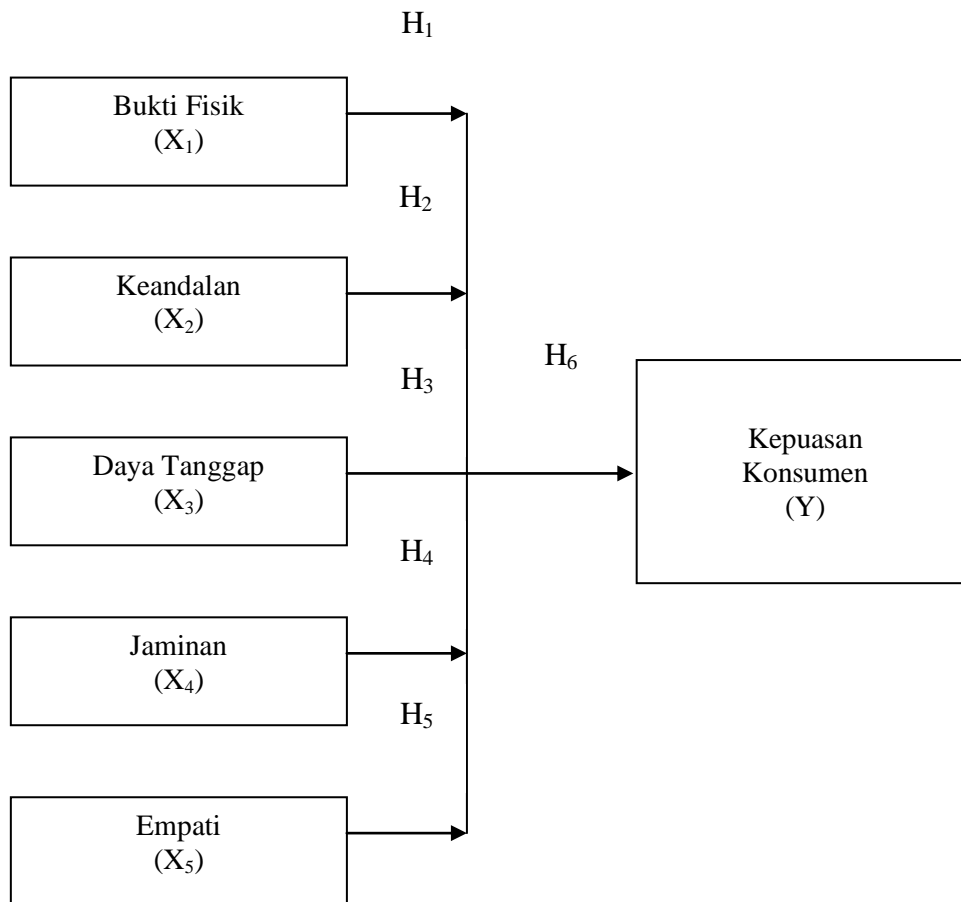 H₁
Bukti Fisik
(X₁)
H₂
Keandalan
(X₂)
H₃
H₆
Daya Tanggap
(X₃)
Kepuasan
Konsumen
(Y)
H₄
Jaminan
(X₄)
H₅
Empati
(X₅)